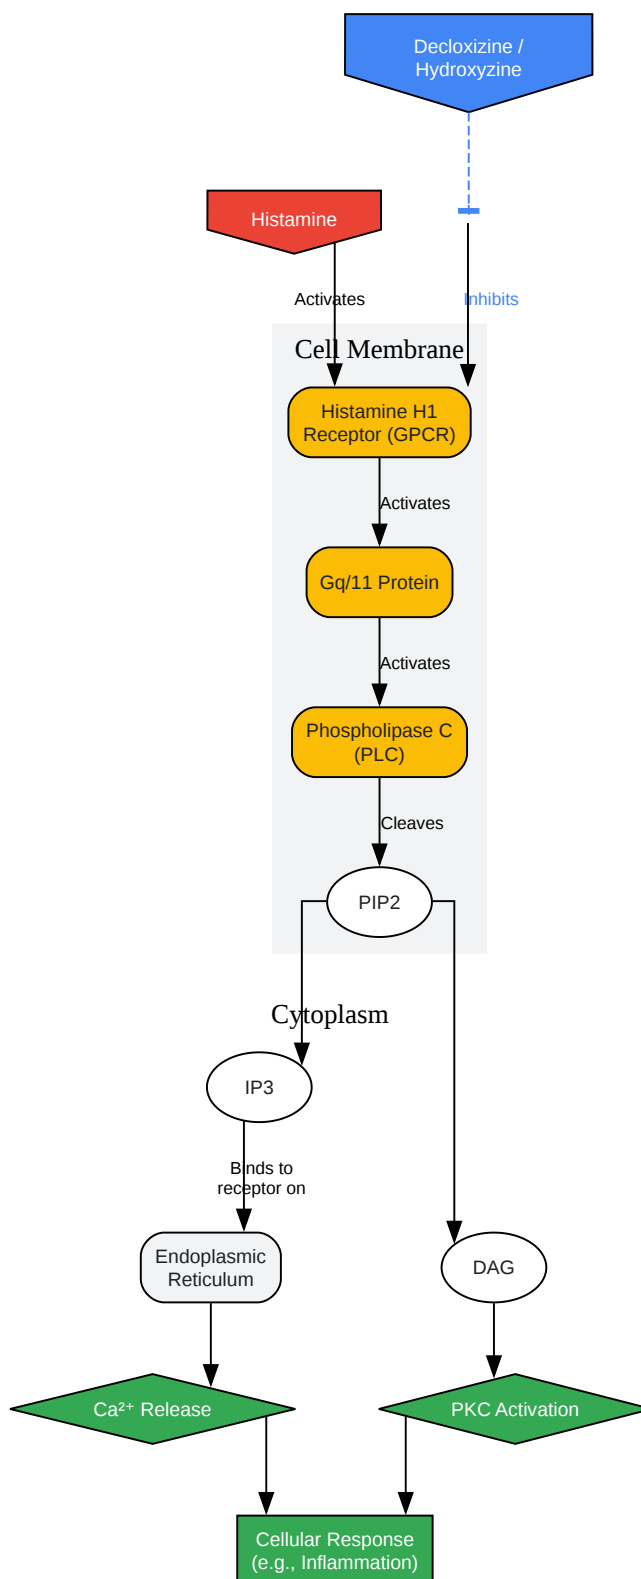 Decloxizine /
Hydroxyzine
Histamine
Activates
Inhibits
Cell Membrane
Histamine H1
Receptor (GPCR)
Activates
Gq/11 Protein
Activates
Phospholipase C
(PLC)
Cleaves
PIP2
Cytoplasm
IP3
Binds to
receptor on
Endoplasmic
Reticulum
DAG
Ca²⁺ Release
PKC Activation
Cellular Response
(e.g., Inflammation)